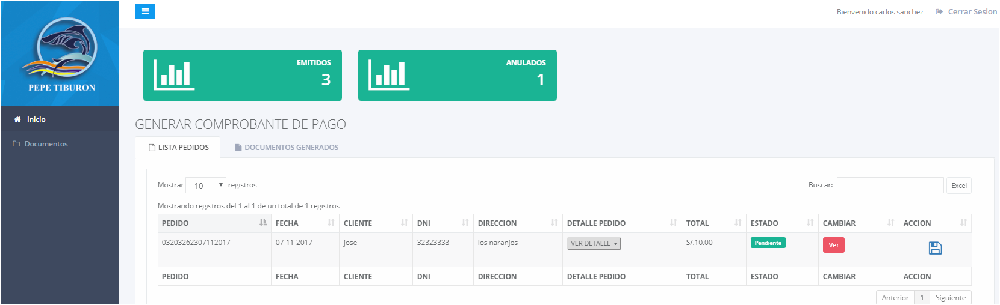 Bienvenido carlos sanchez Cerrar Sesion
PEPE TIBURON
Inicio
Documentos
EMITIDOS
3
ANULADOS
1
GENERAR COMPROBANTE DE PAGO
LISTA PEDIDOS DOCUMENTOS GENERADOS
Mostrar 10 registros Buscar: Excel
Mostrando registros del 1 al 1 de un total de 1 registros
PEDIDO FECHA CLIENTE DNI DIRECCION DETALLE PEDIDO TOTAL ESTADO CAMBIAR ACCION
03203262307112017 07-11-2017 jose 32323333 los naranjos VER DETALLE S/.10.00 Pendiente Ver
PEDIDO FECHA CLIENTE DNI DIRECCION DETALLE PEDIDO TOTAL ESTADO CAMBIAR ACCION
Anterior 1 Siguiente